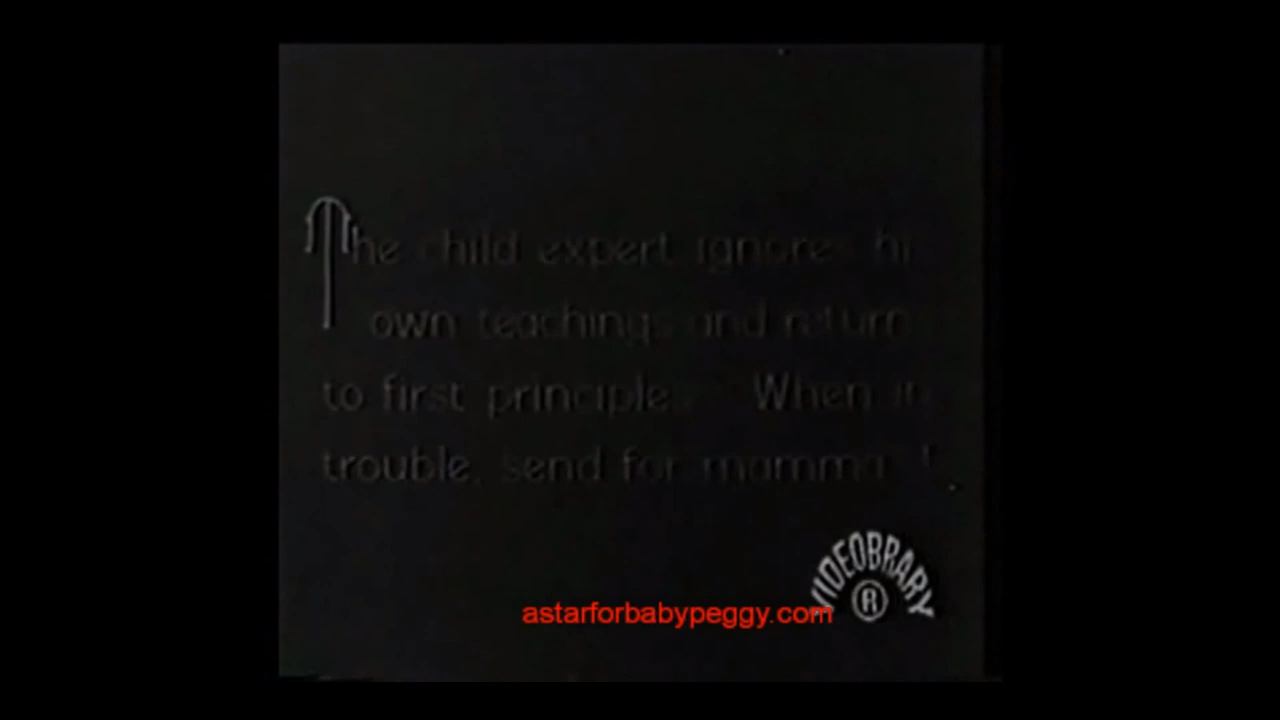 The child expert ignores his
own teachings and returns
to first principles. When in
trouble, send for mamma!
VIDEOBRARY
R
astarforbabypeggy.com